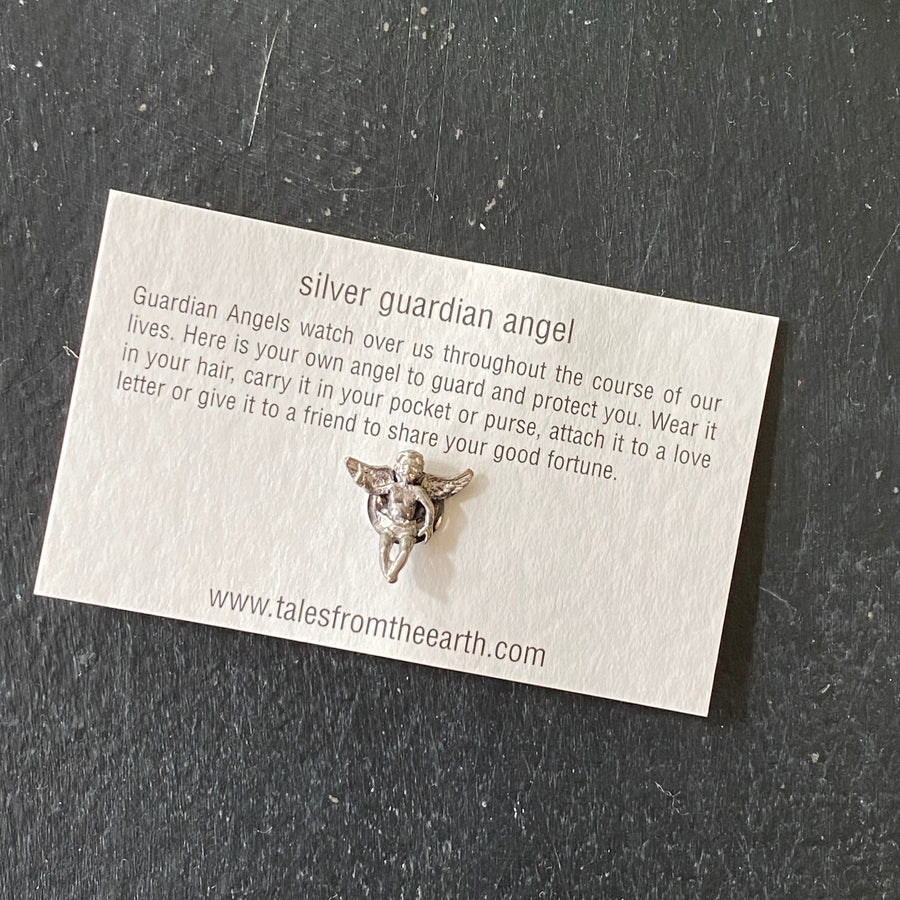 silver guardian angel
Guardian Angels watch over us throughout the course of our
lives. Here is your own angel to guard and protect you. Wear it
in your hair, carry it in your pocket or purse, attach it to a love
letter or give it to a friend to share your good fortune.
www.talesfromtheearth.com